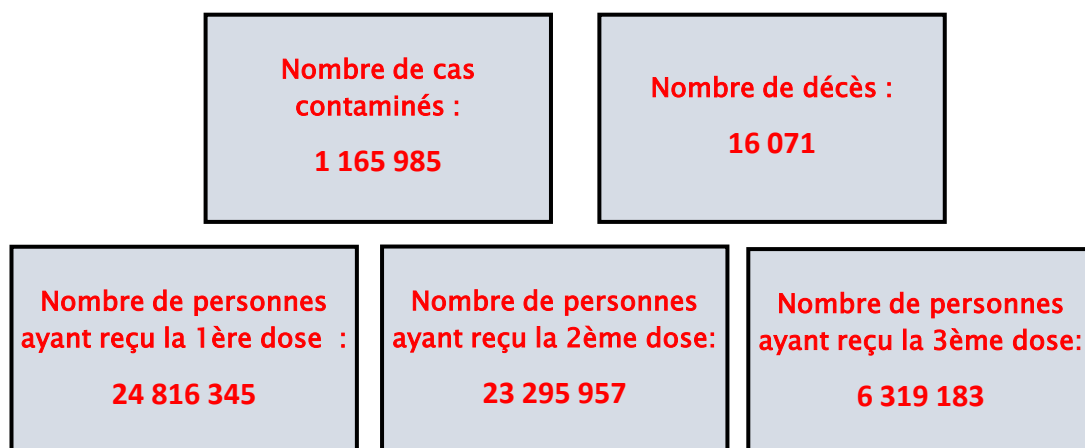 Nombre de cas
contaminés :
1 165 985
Nombre de décès :
16 071
Nombre de personnes
ayant reçu la 1ère dose :
24 816 345
Nombre de personnes
ayant reçu la 2ème dose:
23 295 957
Nombre de personnes
ayant reçu la 3ème dose:
6 319 183